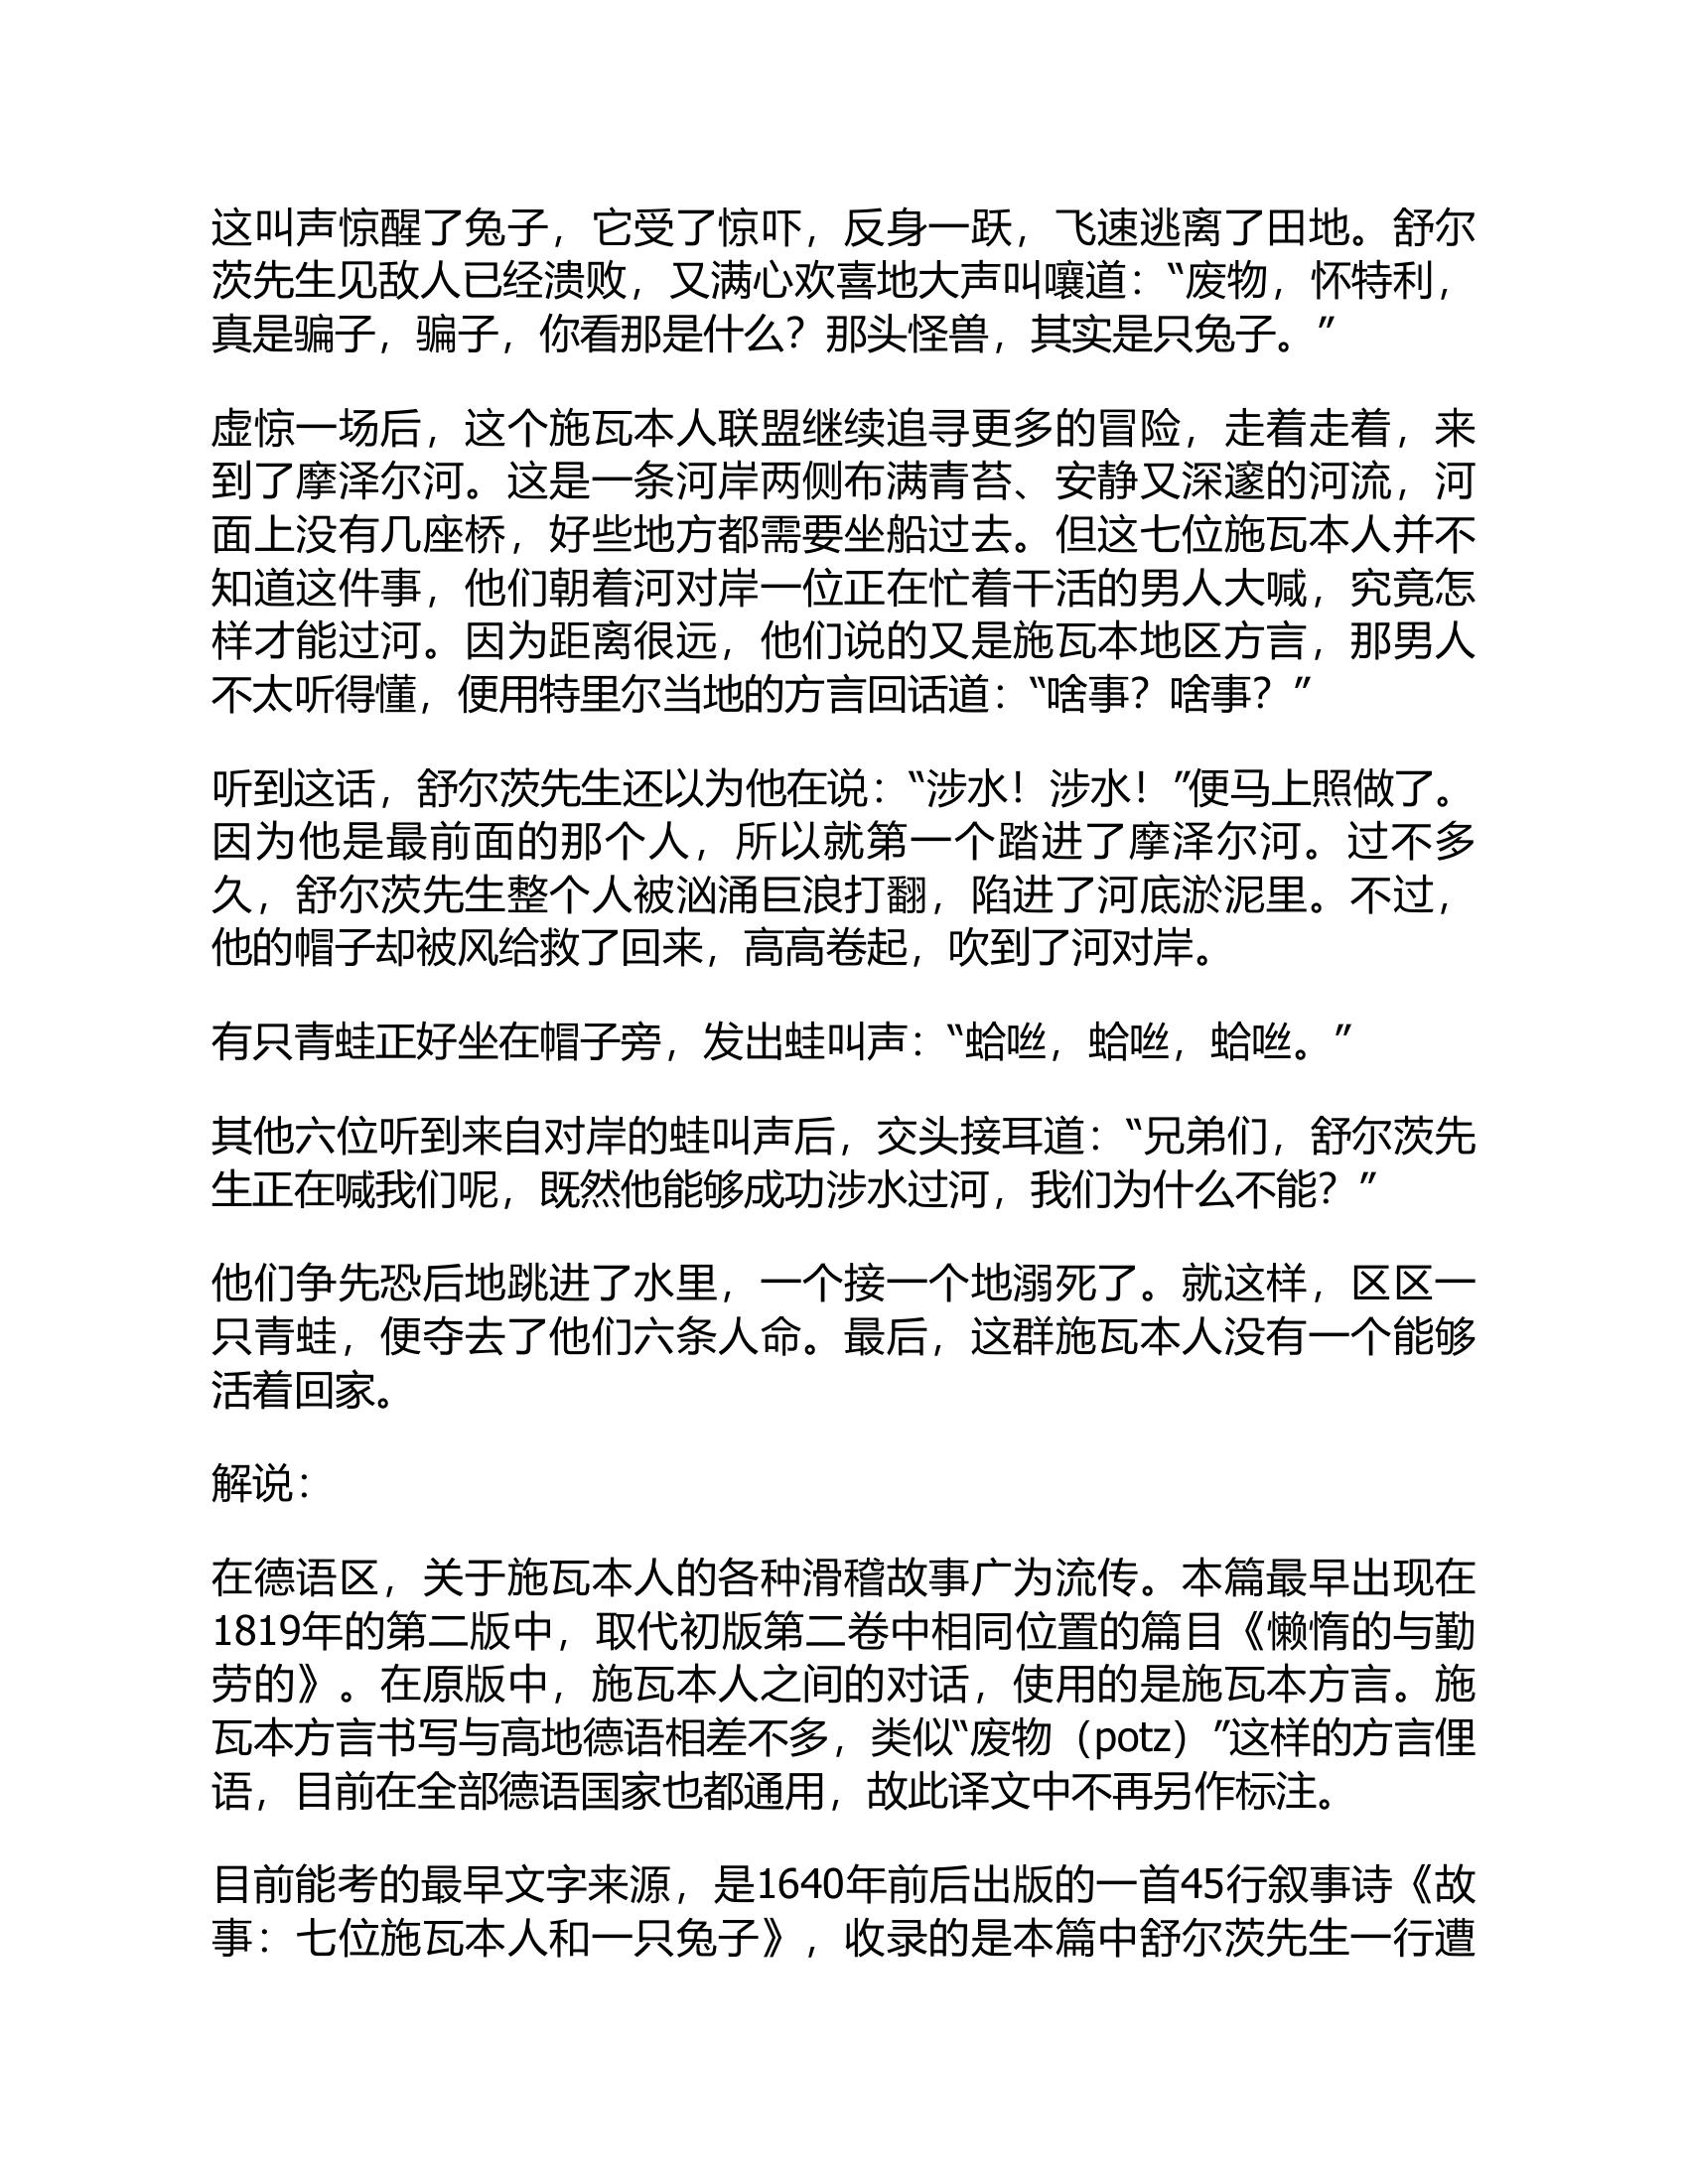 这叫声惊醒了兔子，它受了惊吓，反身一跃，飞速逃离了田地。舒尔
茨先生见敌人已经溃败，又满心欢喜地大声叫嚷道：“废物，怀特利，
真是骗子，骗子，你看那是什么？那头怪兽，其实是只兔子。”
虚惊一场后，这个施瓦本人联盟继续追寻更多的冒险，走着走着，来
到了摩泽尔河。这是一条河岸两侧布满青苔、安静又深邃的河流，河
面上没有几座桥，好些地方都需要坐船过去。但这七位施瓦本人并不
知道这件事，他们朝着河对岸一位正在忙着干活的男人大喊，究竟怎
样才能过河。因为距离很远，他们说的又是施瓦本地区方言，那男人
不太听得懂，便用特里尔当地的方言回话道：“啥事？啥事？”
听到这话，舒尔茨先生还以为他在说：“涉水！涉水！”便马上照做了。
因为他是最前面的那个人，所以就第一个踏进了摩泽尔河。过不多
久，舒尔茨先生整个人被汹涌巨浪打翻，陷进了河底淤泥里。不过，
他的帽子却被风给救了回来，高高卷起，吹到了河对岸。
有只青蛙正好坐在帽子旁，发出蛙叫声：“蛤咝，蛤咝，蛤咝。”
其他六位听到来自对岸的蛙叫声后，交头接耳道：“兄弟们，舒尔茨先
生正在喊我们呢，既然他能够成功涉水过河，我们为什么不能？”
他们争先恐后地跳进了水里，一个接一个地溺死了。就这样，区区一
只青蛙，便夺去了他们六条人命。最后，这群施瓦本人没有一个能够
活着回家。
解说：
在德语区，关于施瓦本人的各种滑稽故事广为流传。本篇最早出现在
1819年的第二版中，取代初版第二卷中相同位置的篇目《懒惰的与勤
劳的》。在原版中，施瓦本人之间的对话，使用的是施瓦本方言。施
瓦本方言书写与高地德语相差不多，类似“废物（potz）”这样的方言俚
语，目前在全部德语国家也都通用，故此译文中不再另作标注。
目前能考的最早文字来源，是1640年前后出版的一首45行叙事诗《故
事：七位施瓦本人和一只兔子》，收录的是本篇中舒尔茨先生一行遭